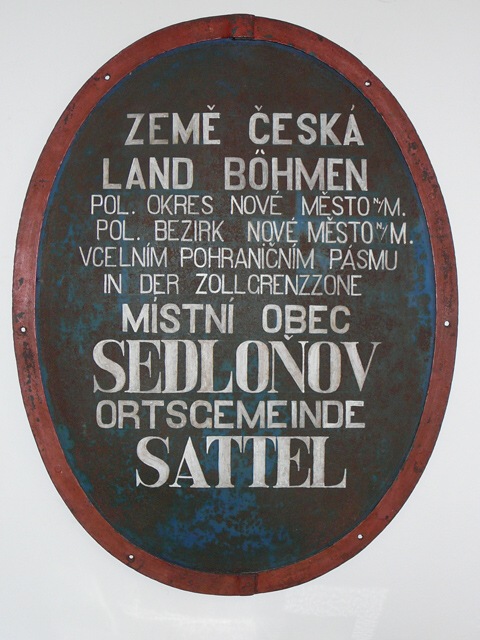 ZEMĚ ČESKÁ
LAND BÖHMEN
POL. OKRES NOVÉ MĚSTO N/M.
POL. BEZIRK NOVÉ MĚSTO N/M.
VCELNÍM POHRANIČNÍM PÁSMU
IN DER ZOLLGRENZZONE
MÍSTNÍ OBEC
SEDLOŇOV
ORTSGEMEINDE
SATTEL